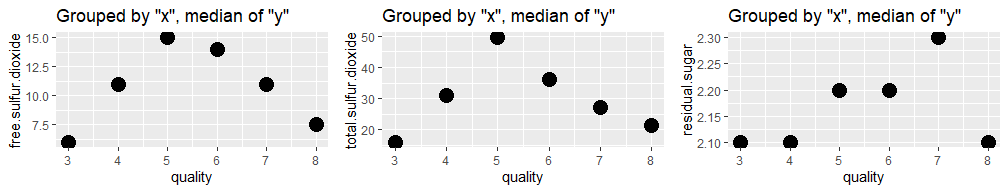 Grouped by "x", median of "y"
free.sulfur.dioxide
15.0
12.5
10.0
7.5
3 4 5 6 7 8
quality
Grouped by "x", median of "y"
total.sulfur.dioxide
50
40
30
20
3 4 5 6 7 8
quality
Grouped by "x", median of "y"
residual.sugar
2.30
2.25
2.20
2.15
2.10
3 4 5 6 7 8
quality